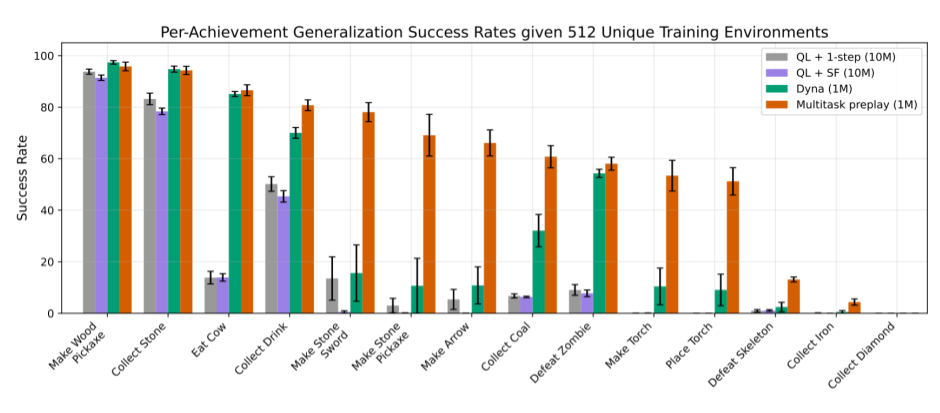 Per-Achievement Generalization Success Rates given 512 Unique Training Environments
QL + 1-step (10M)
QL + SF (10M)
Dyna (1M)
Multitask preplay (1M)
Success Rate
100
80
60
40
20
0
Make Wood
Pickaxe
Collect Stone
Eat Cow
Collect Drink
Make Stone
Sword
Make Stone
Pickaxe
Make Arrow
Collect Coal
Defeat Zombie
Make Torch
Place Torch
Defeat Skeleton
Collect Iron
Collect Diamond